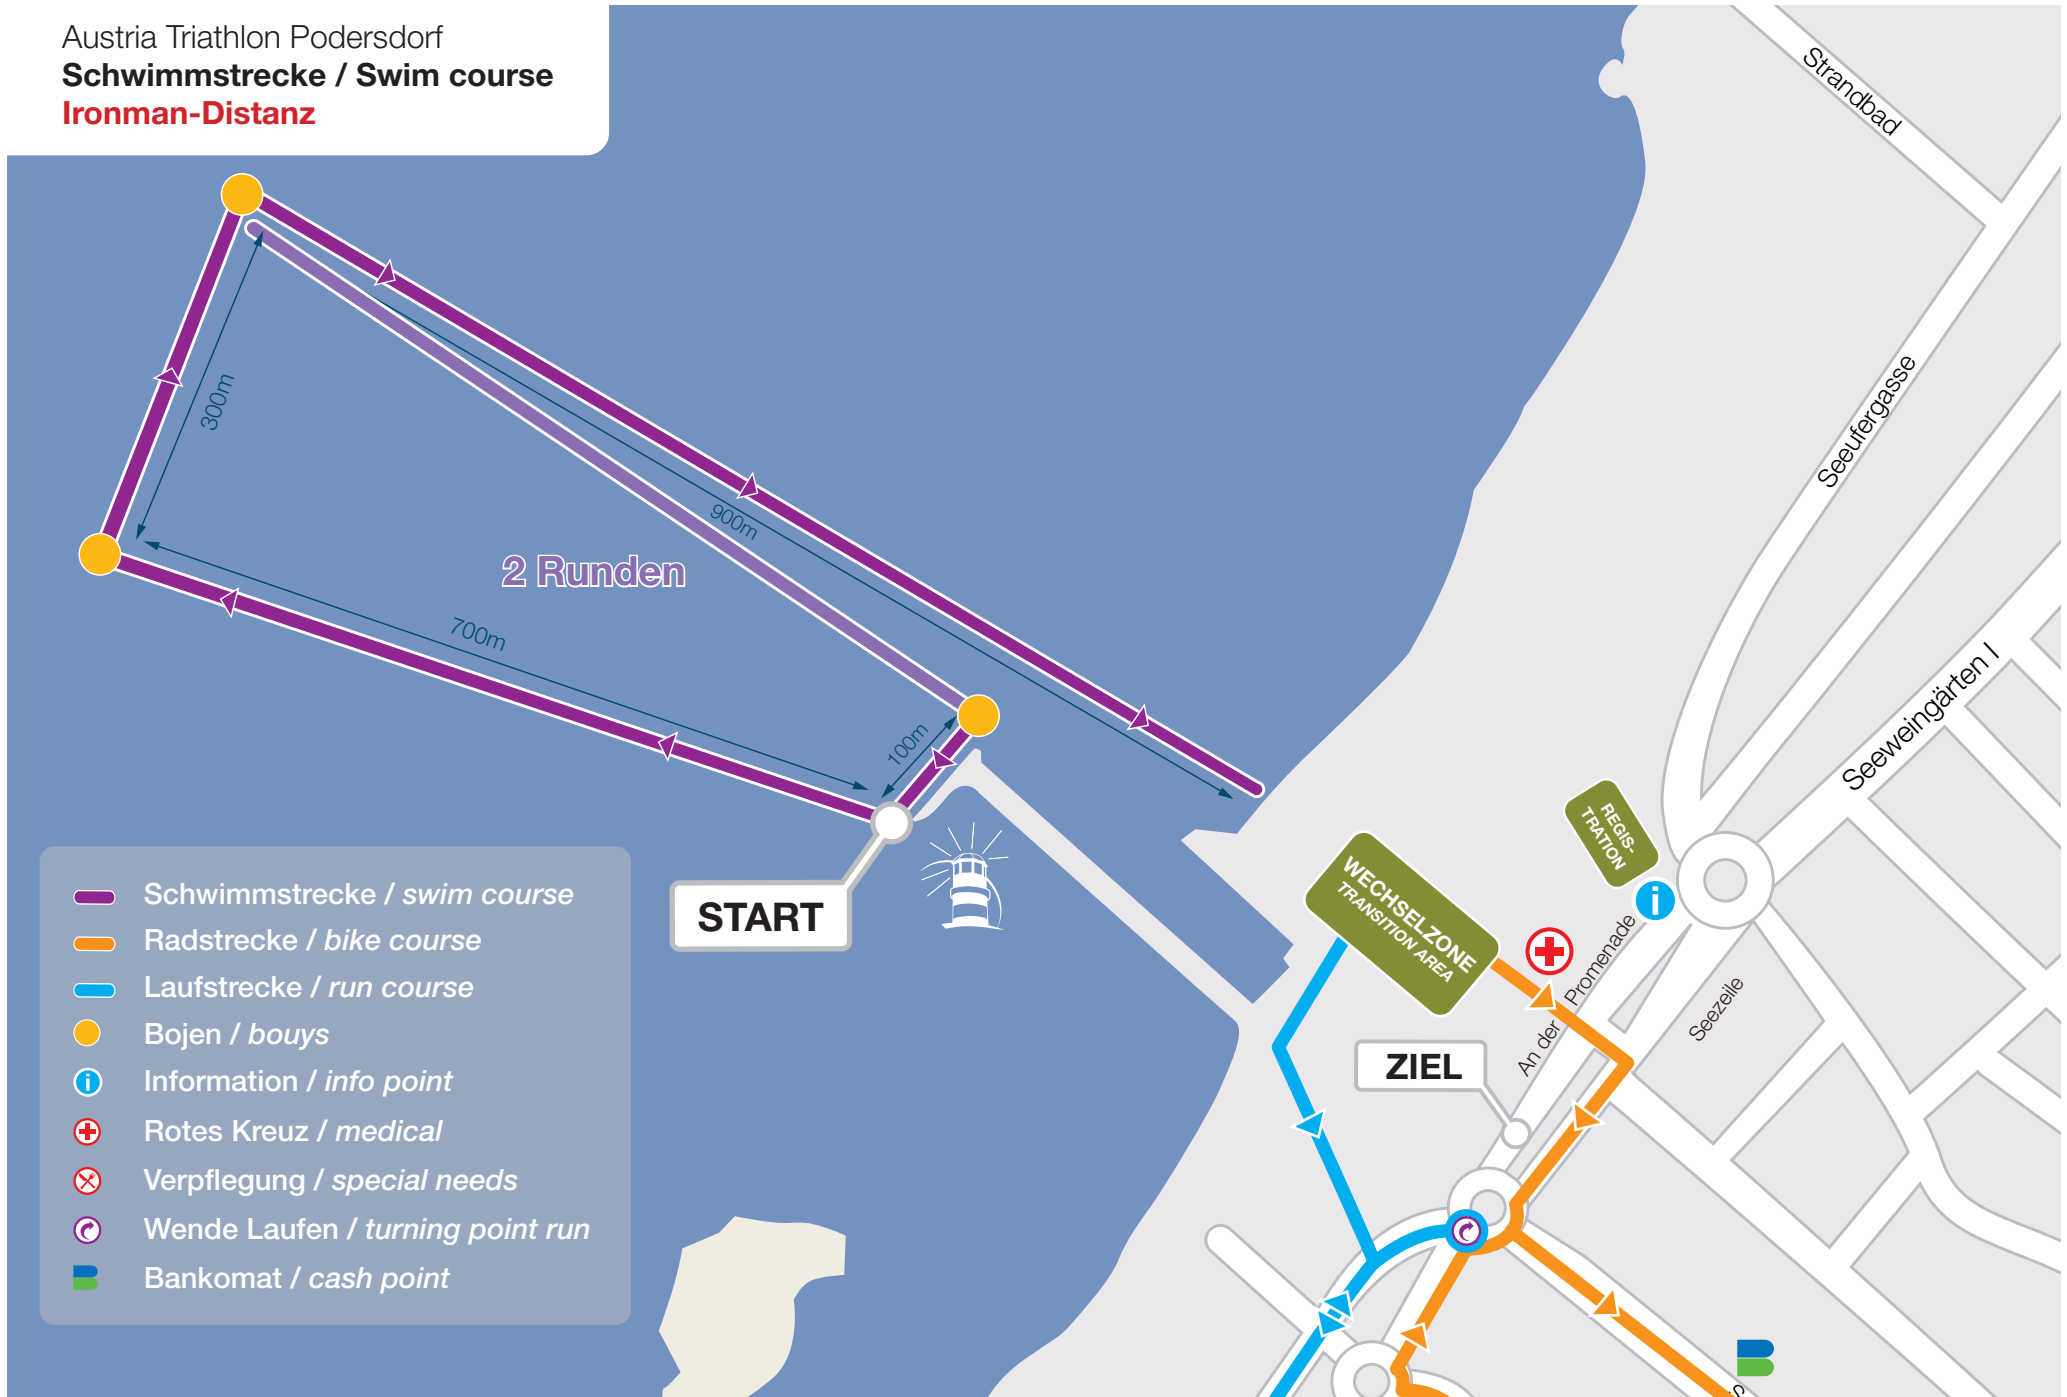 Austria Triathlon Podersdorf
Schwimmstrecke / Swim course
Ironman-Distanz
Strandbad
Seeufergasse
300m
900m
2 Runden
700m
100m
Seeweingärten I
REGIS-
TRATION
WECHSELZONE
TRANSITION AREA
START
An der Promenade
Seezeile
ZIEL
Schwimmstrecke / swim course
Radstrecke / bike course
Laufstrecke / run course
Bojen / bouys
i Information / info point
Rotes Kreuz / medical
Verpflegung / special needs
Wende Laufen / turning point run
Bankomat / cash point
i